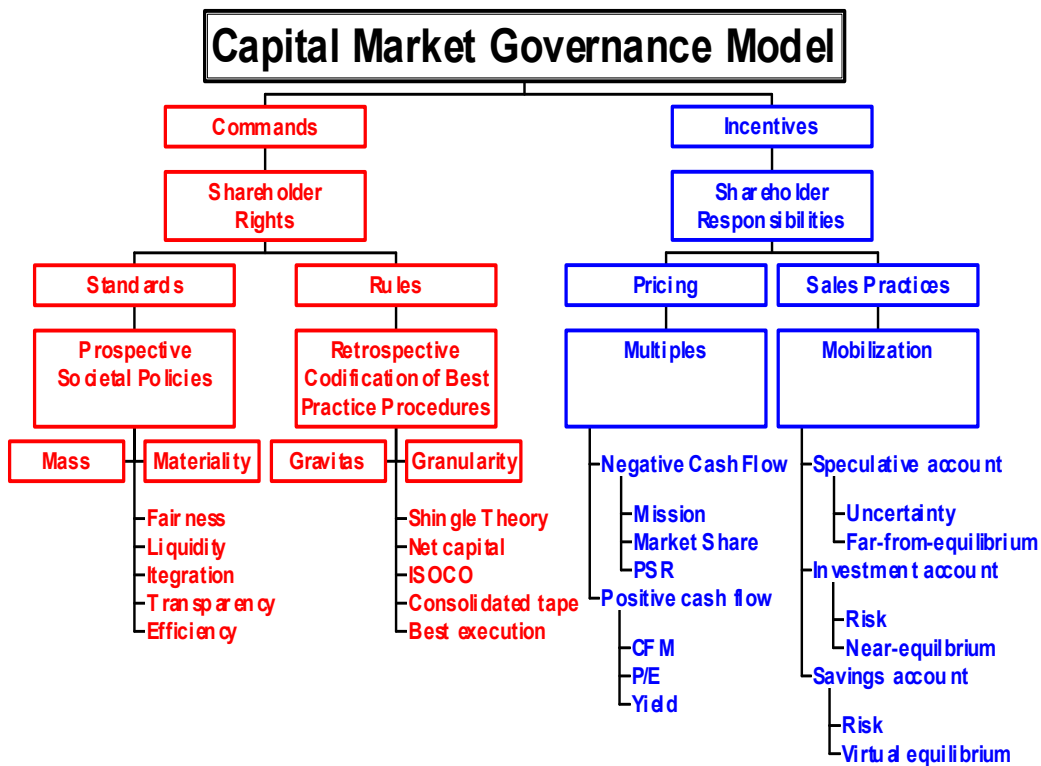 Capital Market Governance Model
Commands
Incentives
Shareholder
Rights
Shareholder
Responsibilities
Standards
Rules
Pricing
Sales Practices
Prospective
Societal Policies
Retrospective
Codification of Best
Practice Procedures
Multiples
Mobilization
Mass
Materiality
Gravitas
Granularity
Fairness
Liquidity
Itegration
Transparency
Efficiency
Shingle Theory
Net capital
ISOCO
Consolidated tape
Best execution
Negative Cash Flow
Mission
Market Share
PSR
Positive cash flow
CFM
P/E
Yield
Speculative account
Uncertainty
Far-from-equilibrium
Investment account
Risk
Near-equilbrium
Savings account
Risk
Virtual equilibrium